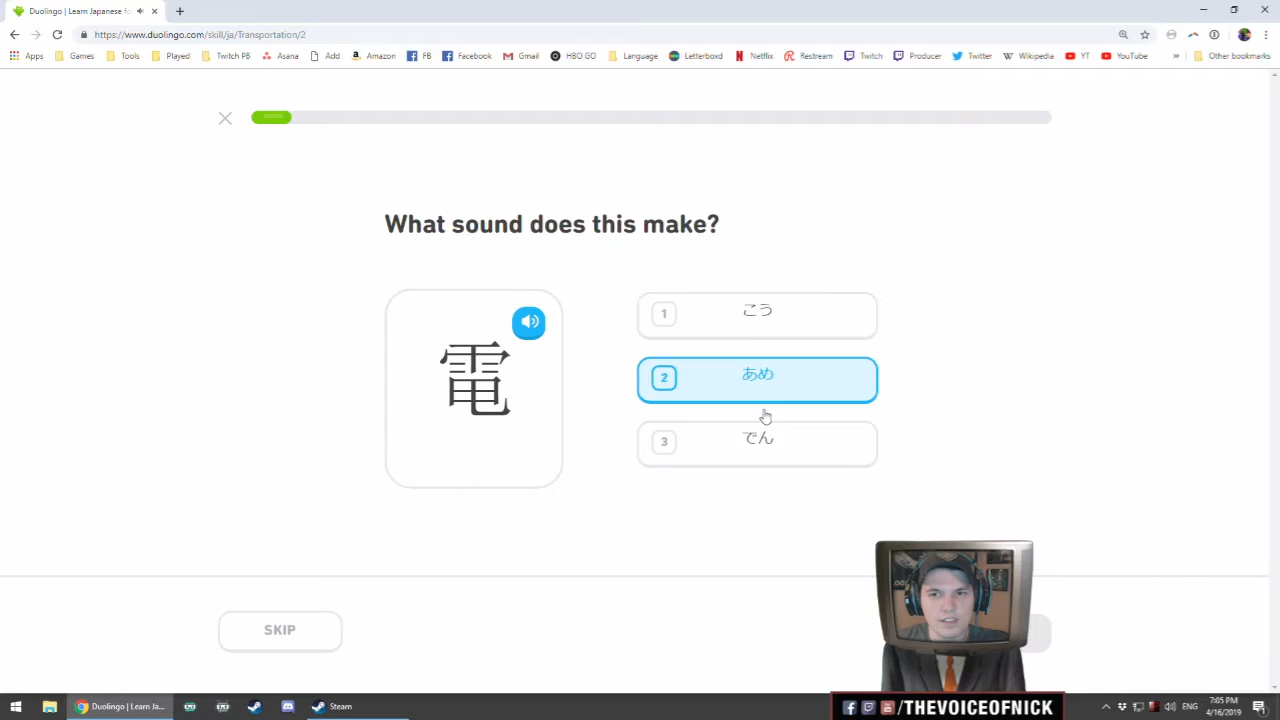 Duolingo | Learn Japanese fo
https://www.duolingo.com/skill/ja/Transportation/2
Apps Games Tools Played Twitch PB Asana Add Amazon FB Facebook Gmail HBO GO Language Letterboxd Netflix Restream Twitch Producer Twitter Wikipedia YT YouTube » Other bookmarks
What sound does this make?
電
1 こう
2 あめ
3 でん
SKIP
/THEVOICEOFNICK
Duolingo | Learn Ja...
Steam
ENG
7:05 PM
4/16/2019